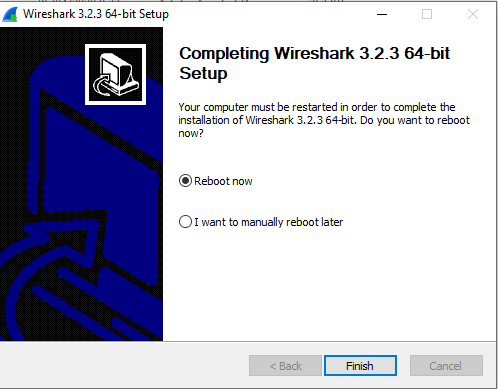 Wireshark 3.2.3 64-bit Setup
Completing Wireshark 3.2.3 64-bit
Setup
Your computer must be restarted in order to complete the
installation of Wireshark 3.2.3 64-bit. Do you want to reboot
now?
Reboot now
I want to manually reboot later
< Back
Finish
Cancel